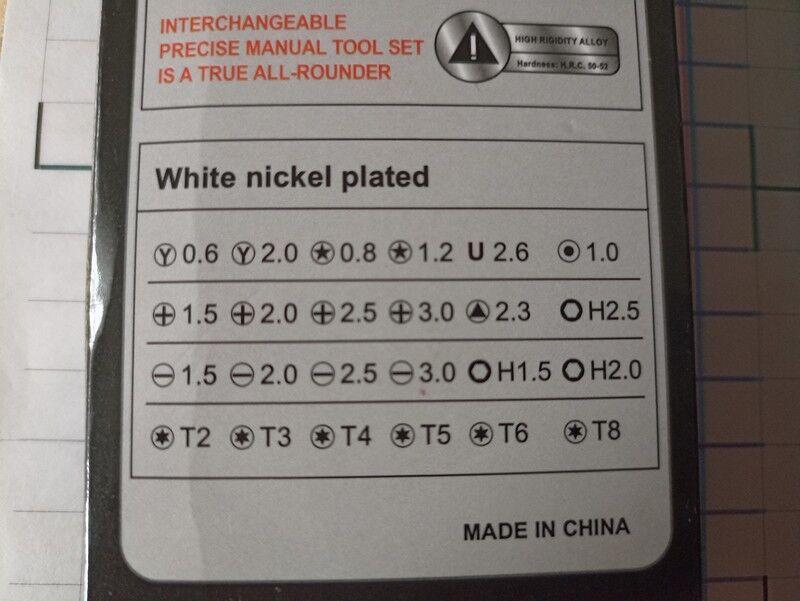 INTERCHANGEABLE
PRECISE MANUAL TOOL SET
IS A TRUE ALL-ROUNDER
HIGH RIGIDITY ALLOY
Hardness: H.R.C. 50-52
White nickel plated
Y 0.6 Y 2.0 0.8 1.2 U 2.6 1.0
1.5 2.0 2.5 3.0 2.3 H2.5
1.5 2.0 2.5 3.0 H1.5 H2.0
T2 T3 T4 T5 T6 T8
MADE IN CHINA